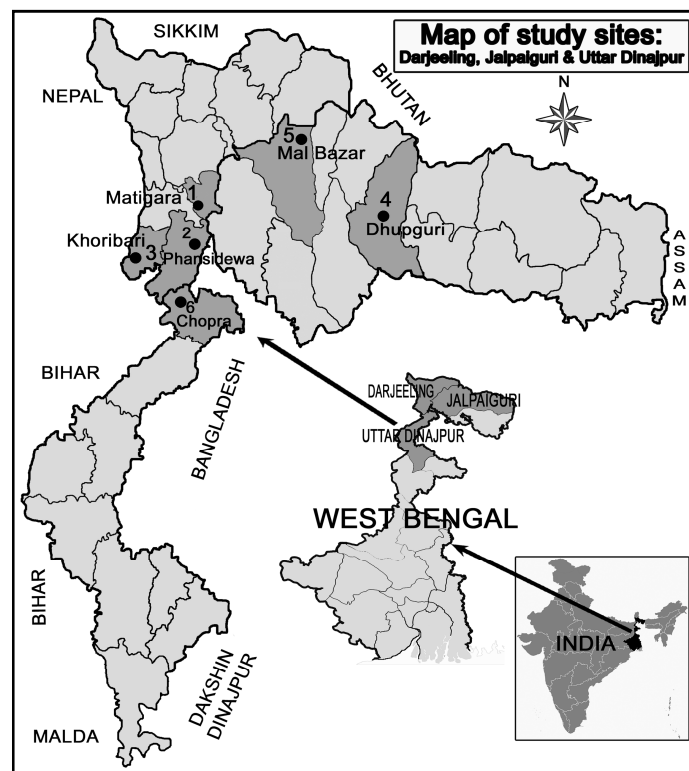 Map of study sites:
Darjeeling, Jalpaiguri & Uttar Dinajpur
SIKKIM
NEPAL
BHUTAN
N
5
Mal Bazar
Matigara 1
4
Dhupguri
Khoribari
3
2
Phansidewa
ASSAM
6
Chopra
BIHAR
BANGLADESH
DARJEELING
JALPAIGURI
UTTAR DINAJPUR
WEST BENGAL
BIHAR
INDIA
DAKSHIN
DINAJPUR
MALDA